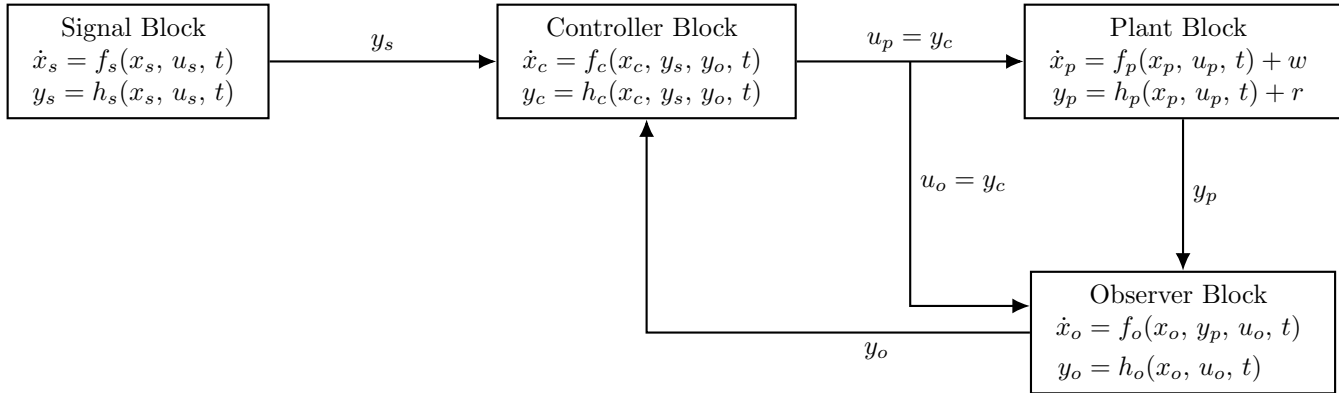 Signal Block
ẋ_s = f_s(x_s, u_s, t)
y_s = h_s(x_s, u_s, t)
y_s
Controller Block
ẋ_c = f_c(x_c, y_s, y_o, t)
y_c = h_c(x_c, y_s, y_o, t)
u_p = y_c
Plant Block
ẋ_p = f_p(x_p, u_p, t) + w
y_p = h_p(x_p, u_p, t) + r
u_o = y_c
y_p
Observer Block
ẋ_o = f_o(x_o, y_p, u_o, t)
y_o = h_o(x_o, u_o, t)
y_o